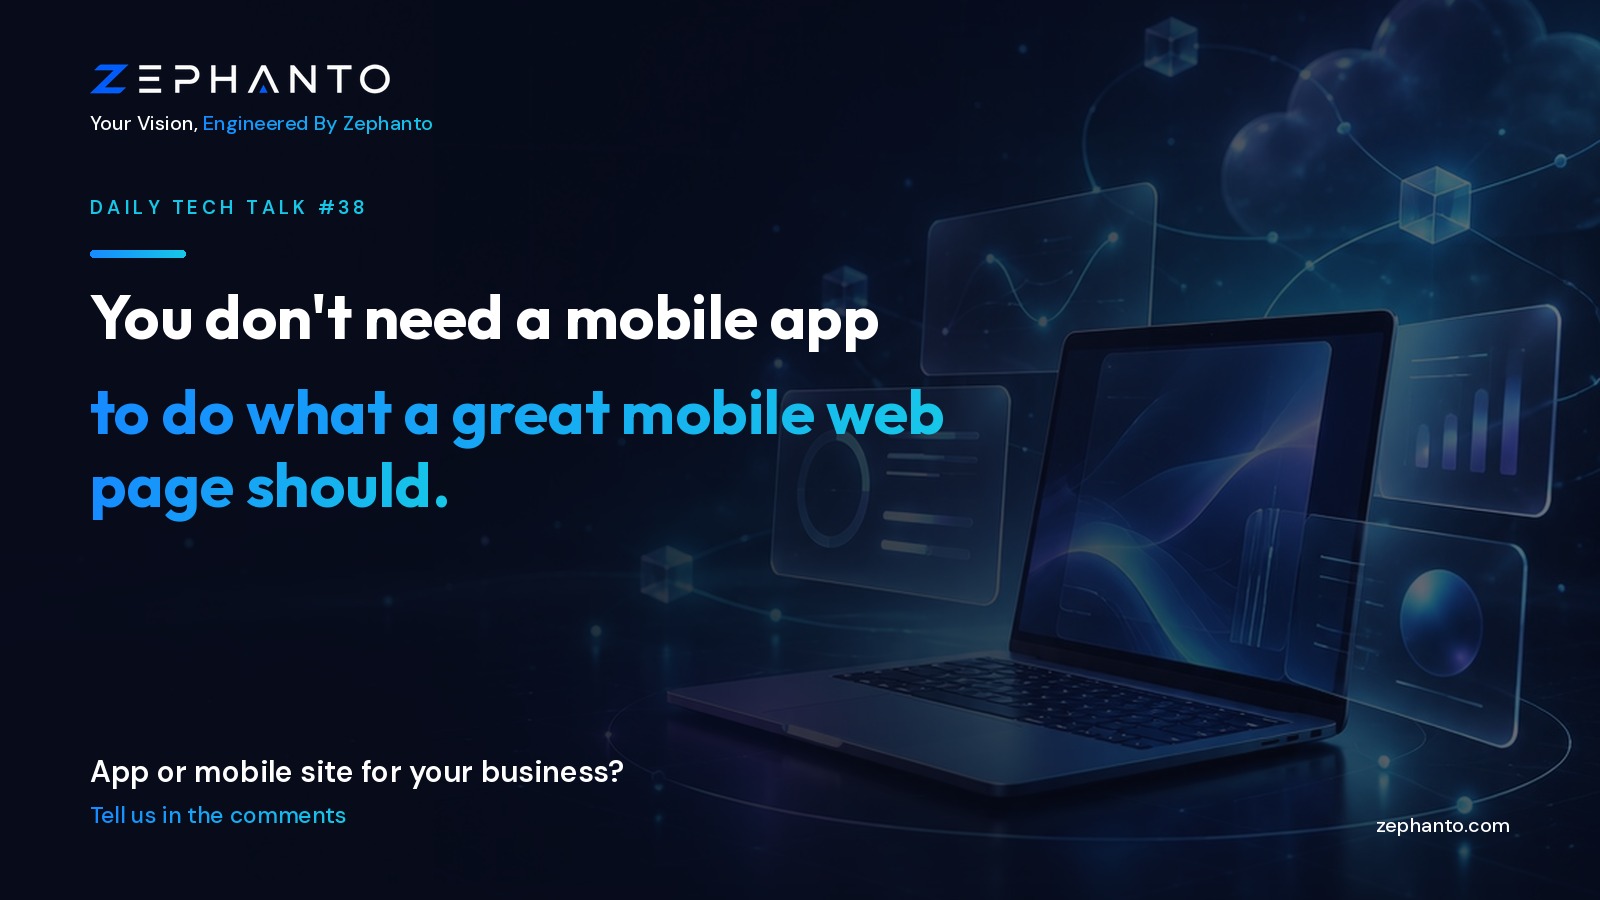 ZEPHANTO
Your Vision, Engineered By Zephanto
DAILY TECH TALK #38
You don't need a mobile app
to do what a great mobile web
page should.
App or mobile site for your business?
Tell us in the comments
zephanto.com